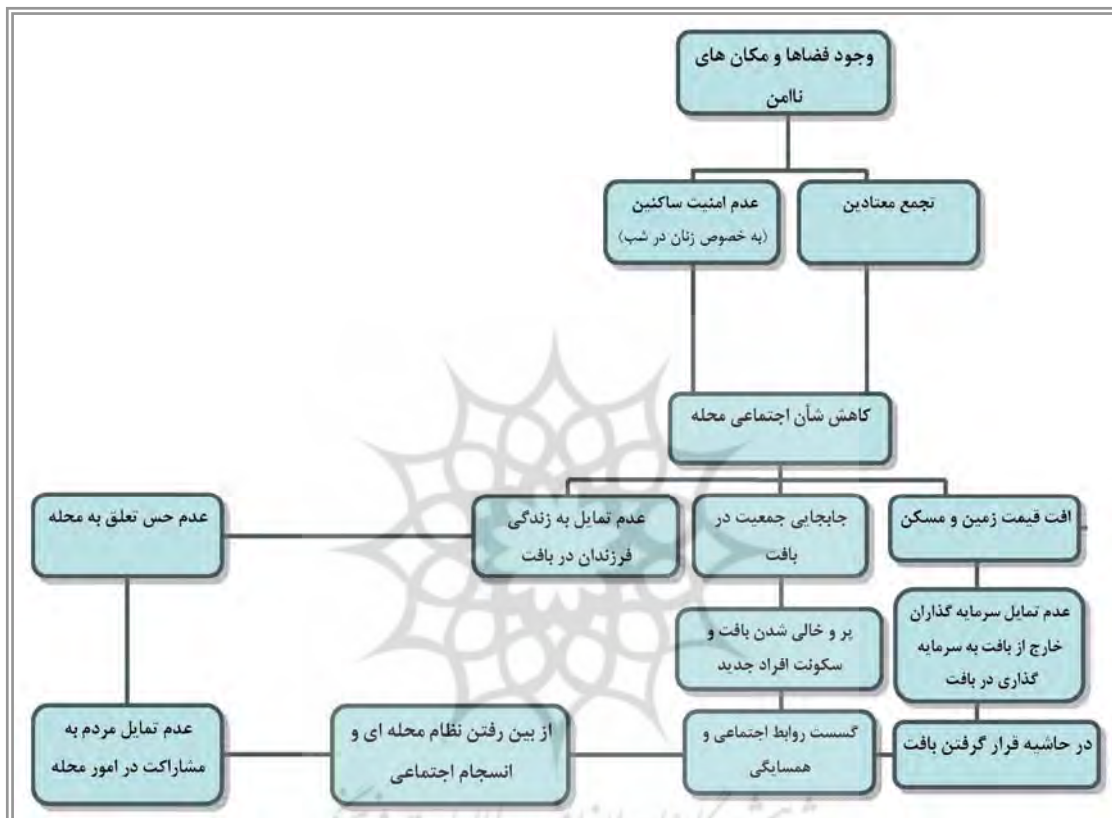 وجود فضاها و مکان های
ناامن
تجمع معتادین
عدم امنیت ساکنین
(به خصوص زنان در شب)
کاهش شأن اجتماعی محله
افت قیمت زمین و مسکن
جابجایی جمعیت در
بافت
عدم تمایل به زندگی
فرزندان در بافت
عدم حس تعلق به محله
عدم تمایل سرمایه گذاران
خارج از بافت به سرمایه
گذاری در بافت
پر و خالی شدن بافت و
سکونت افراد جدید
در حاشیه قرار گرفتن بافت
گسست روابط اجتماعی و
همسایگی
از بین رفتن نظام محله ای و
انسجام اجتماعی
عدم تمایل مردم به
مشاراکت در امور محله